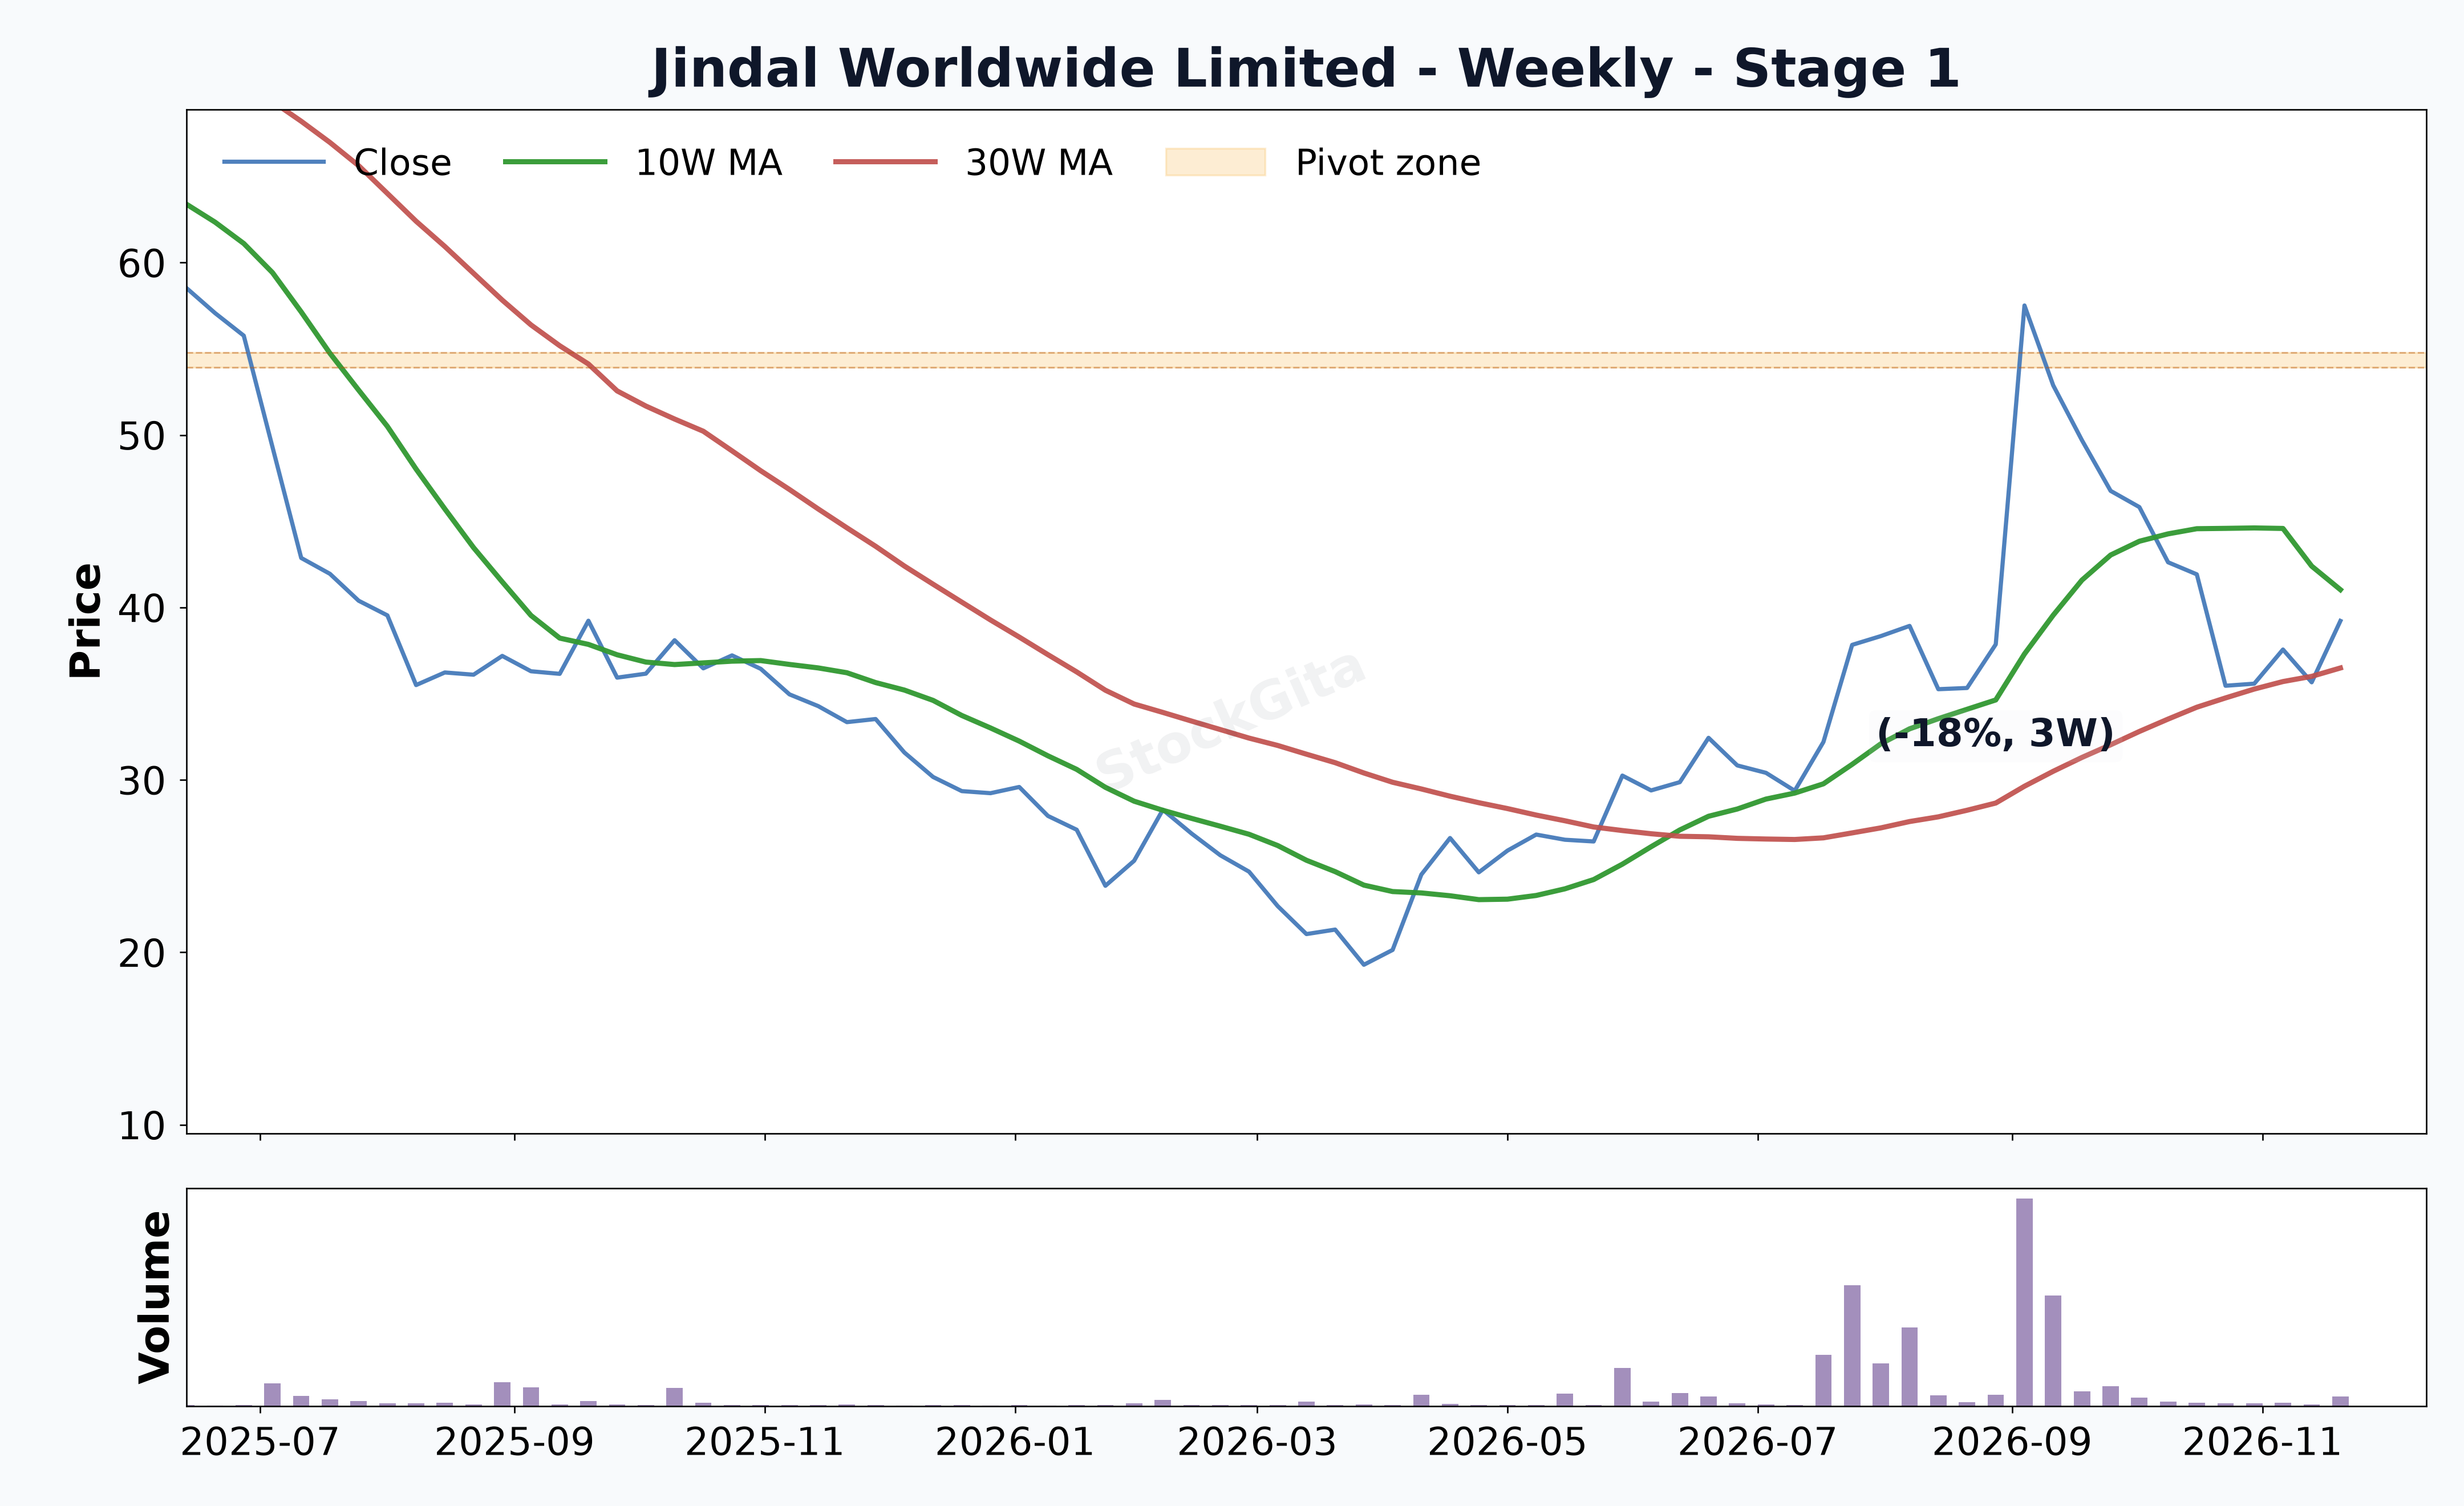 Jindal Worldwide Limited - Weekly - Stage 1
Close 10W MA 30W MA Pivot zone
60
50
40
30
20
10
Price
StockGita
(-18%, 3W)
Volume
2025-07 2025-09 2025-11 2026-01 2026-03 2026-05 2026-07 2026-09 2026-11